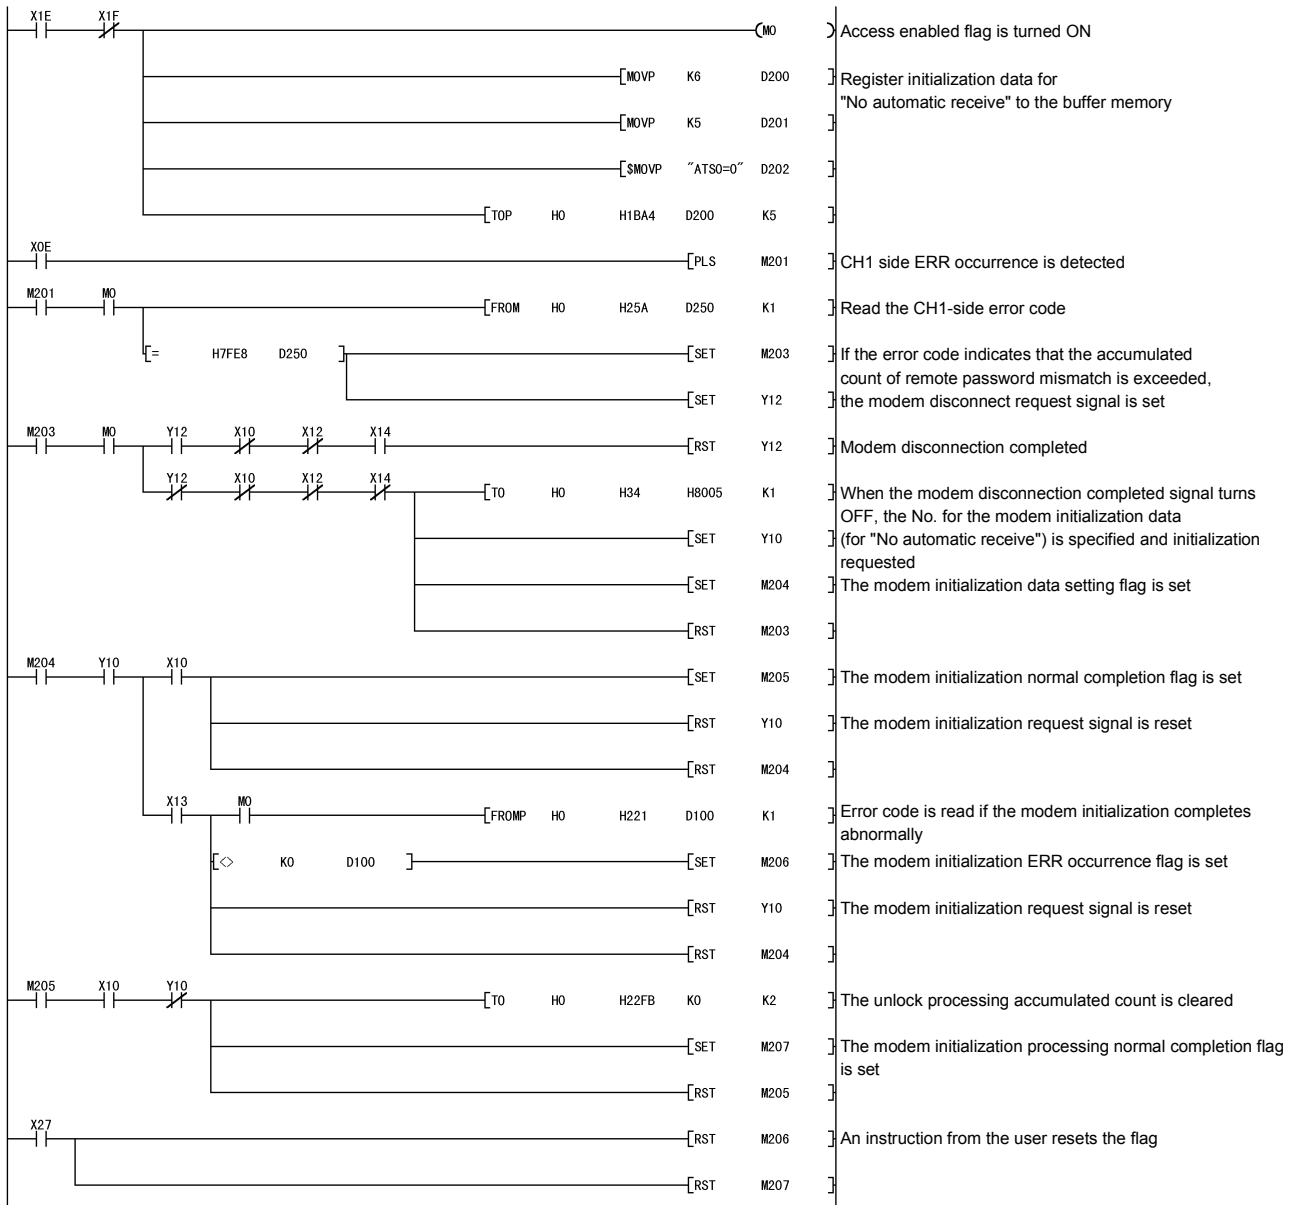 X1E X1F
M0 Access enabled flag is turned ON
MOVP K6 D200 Register initialization data for
"No automatic receive" to the buffer memory
MOVP K5 D201
$MOVP "ATS0=0" D202
TOP H0 H1BA4 D200 K5
X0E
PLS M201 CH1 side ERR occurrence is detected
M201 M0
FROM H0 H25A D250 K1 Read the CH1-side error code
= H7FE8 D250 SET M203 If the error code indicates that the accumulated
count of remote password mismatch is exceeded,
SET Y12 the modem disconnect request signal is set
M203 M0 Y12 X10 X12 X14
RST Y12 Modem disconnection completed
Y12 X10 X12 X14
TO H0 H34 H8005 K1 When the modem disconnection completed signal turns
OFF, the No. for the modem initialization data
SET Y10 (for "No automatic receive") is specified and initialization
requested
SET M204 The modem initialization data setting flag is set
RST M203
M204 Y10 X10
SET M205 The modem initialization normal completion flag is set
RST Y10 The modem initialization request signal is reset
RST M204
X13 M0
FROMP H0 H221 D100 K1 Error code is read if the modem initialization completes
abnormally
<> K0 D100 SET M206 The modem initialization ERR occurrence flag is set
RST Y10 The modem initialization request signal is reset
RST M204
M205 X10 Y10
TO H0 H22FB K0 K2 The unlock processing accumulated count is cleared
SET M207 The modem initialization processing normal completion flag
is set
RST M205
X27
RST M206 An instruction from the user resets the flag
RST M207